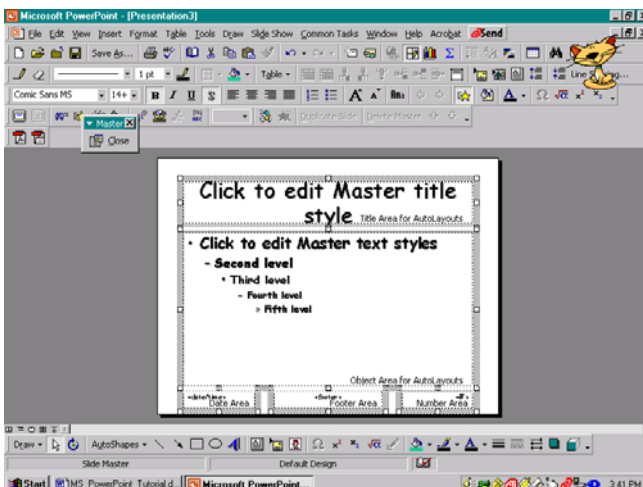 Microsoft PowerPoint - [Presentation3]
File Edit View Insert Format Table Tools Draw Slide Show Common Tasks Window Help Acrobat Send
Save As...
1 pt Table
Comic Sans MS 14+ B I U S
Master Duplicate Slide Delete Master
Close
Click to edit Master title
style Title Area for AutoLayouts
• Click to edit Master text styles
– Second level
• Third level
– Fourth level
» Fifth level
Object Area for AutoLayouts
<date/time> <footer> <#>
Date Area Footer Area Number Area
Draw AutoShapes
Slide Master Default Design
Start MS PowerPoint Tutorial.d... Microsoft PowerPoint... 3:41 PM